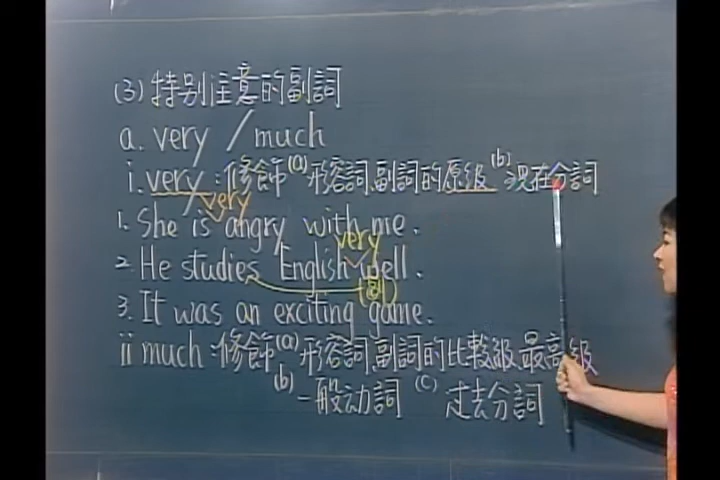 (3) 特別注意的副詞
a. very / much
i. very : 修飾(a)形容詞.副詞的原級 (b)現在分詞
very
1. She is angry with me.
very
2. He studies English well.
(副)
3. It was an exciting game.
ii much : 修飾(a)形容詞.副詞的比較級.最高級
(b)一般动詞 (c)过去分詞